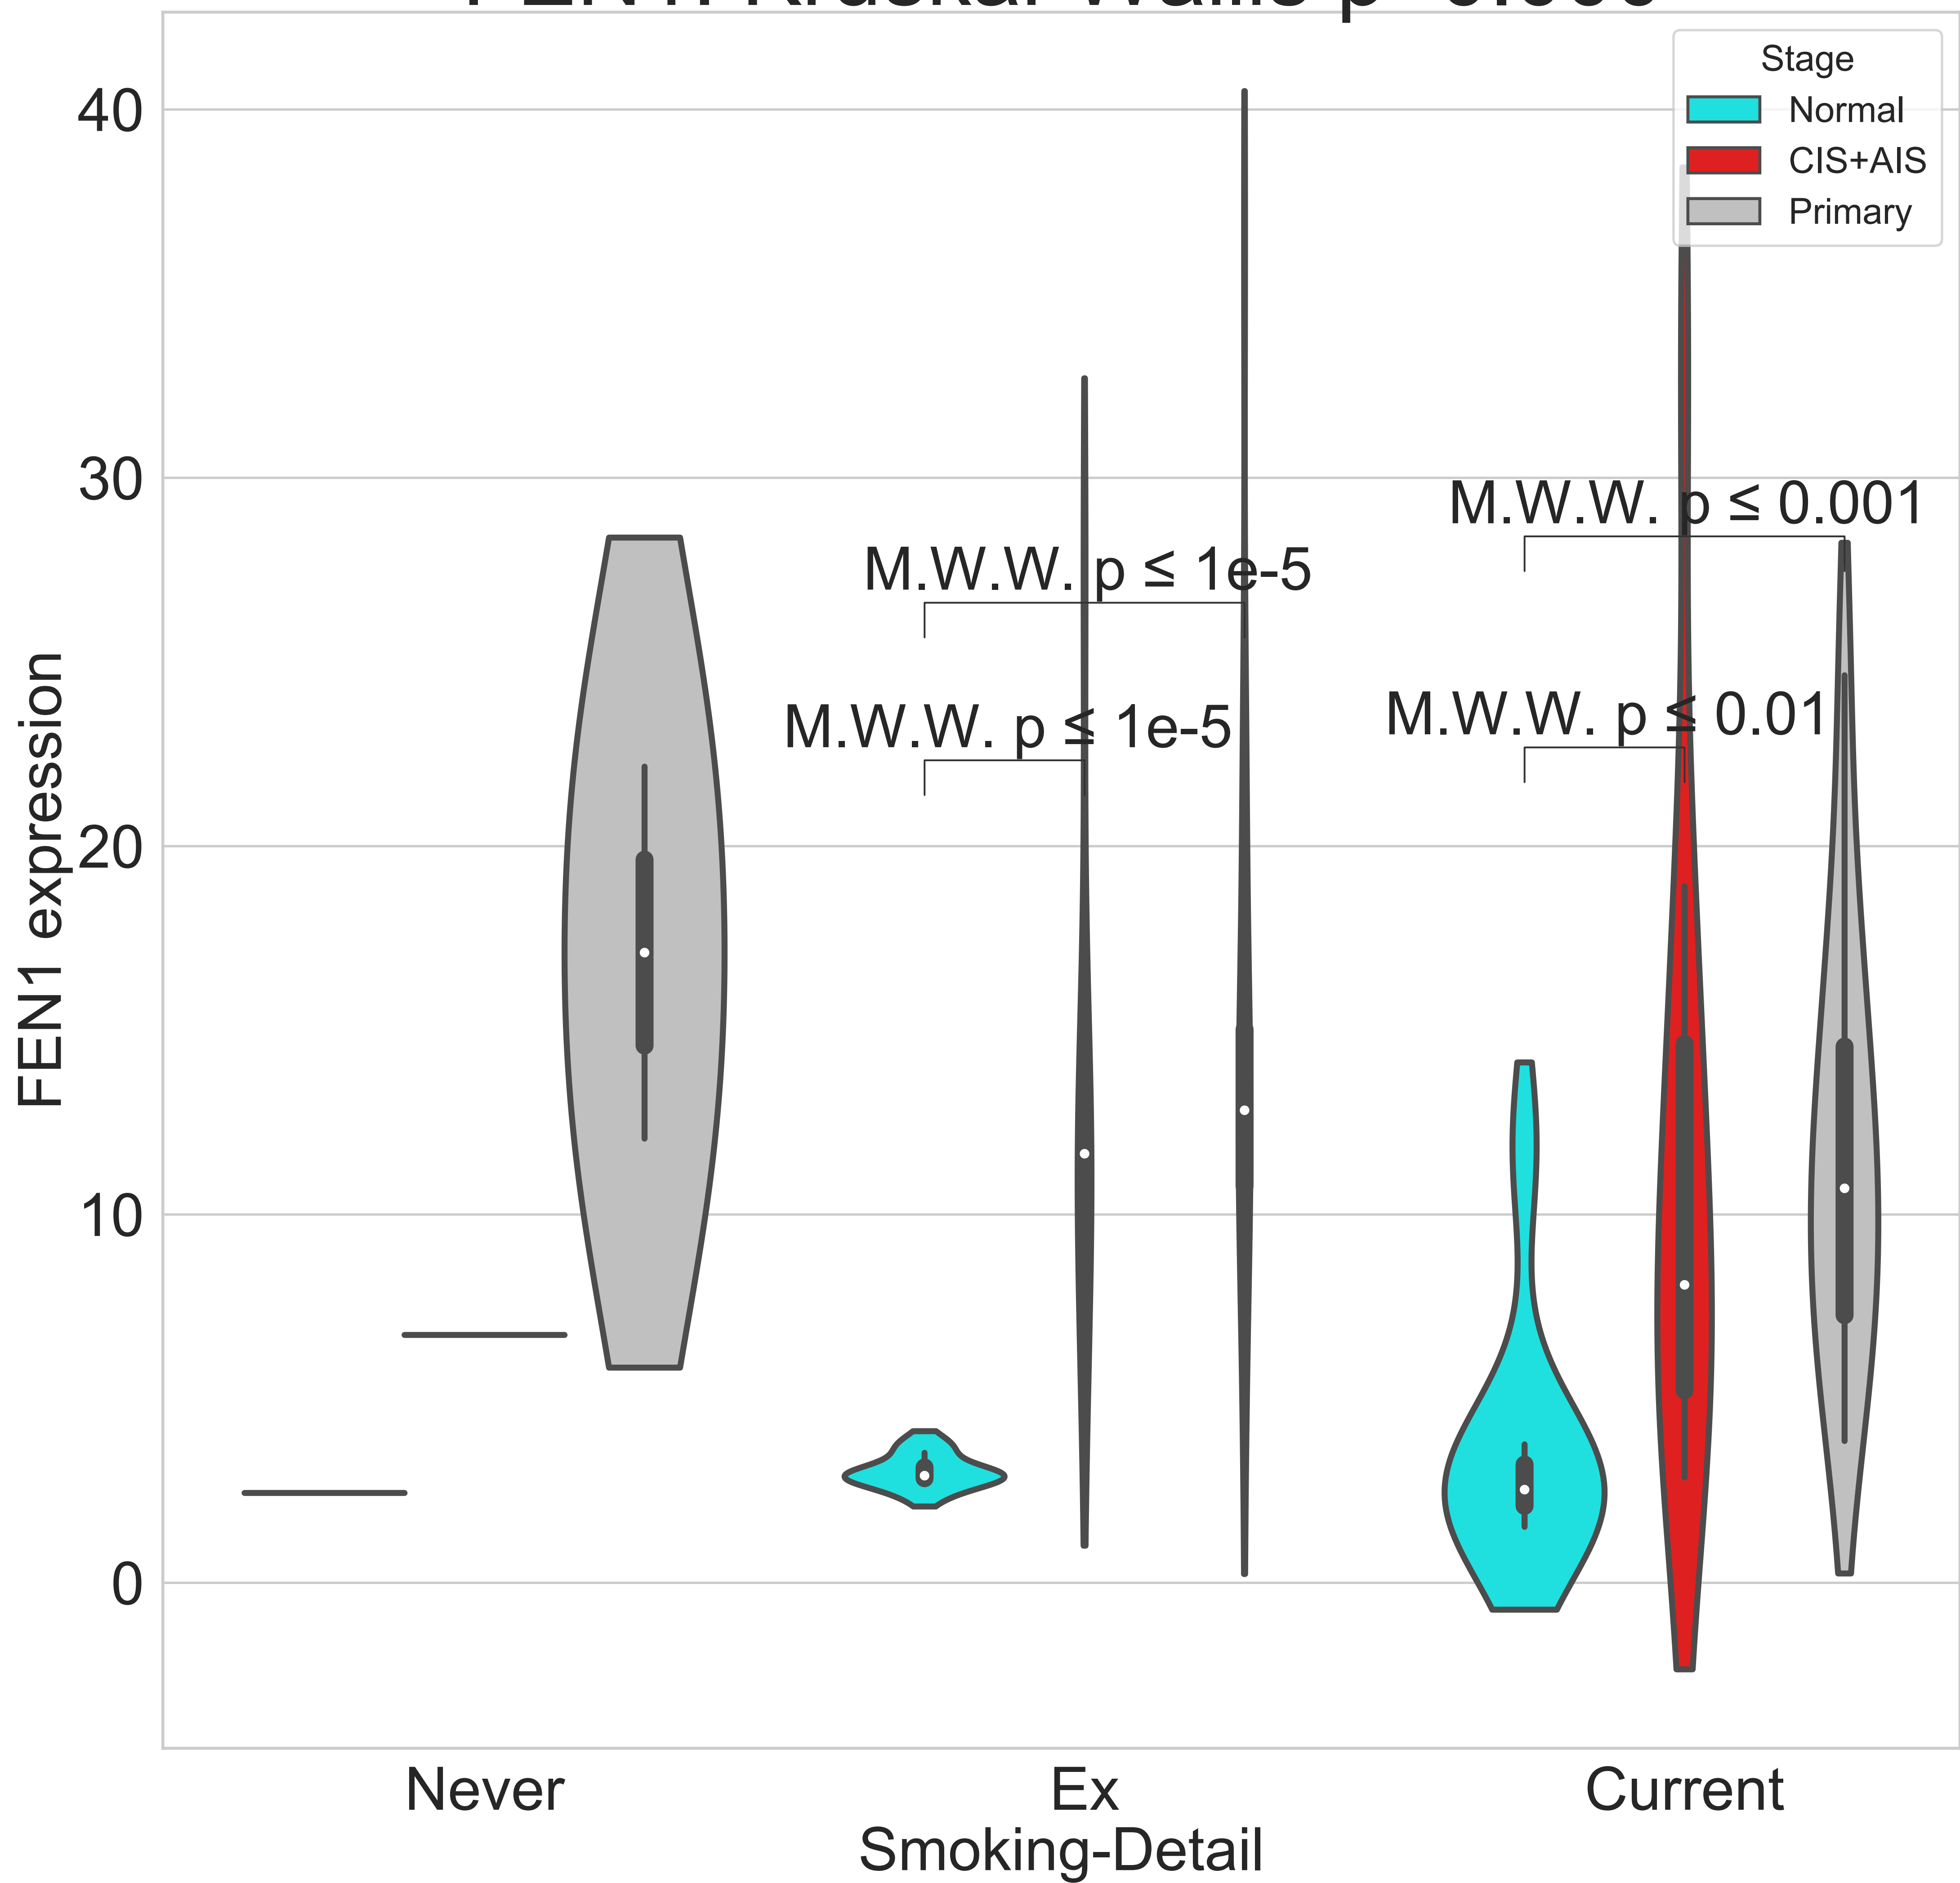 40
30
20
10
0
FEN1 expression
Stage
Normal
CIS+AIS
Primary
M.W.W. p ≤ 0.001
M.W.W. p ≤ 1e-5
M.W.W. p ≤ 0.01
M.W.W. p ≤ 1e-5
Never
Ex
Current
Smoking-Detail